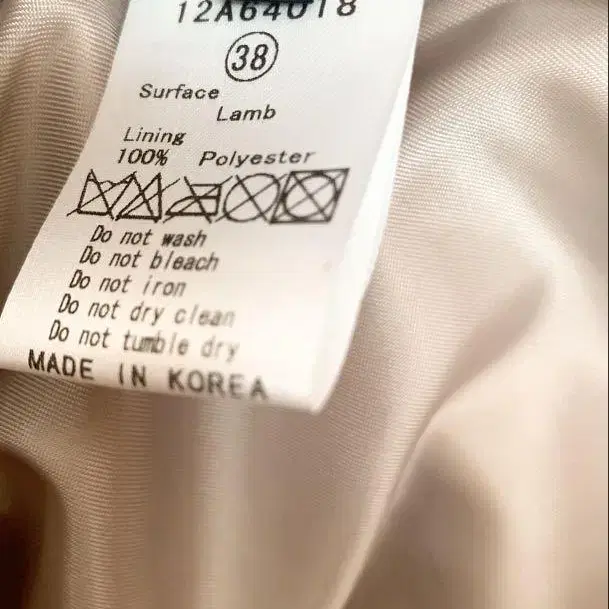 12A64018
38
Surface
Lamb
Lining
100% Polyester
Do not wash
Do not bleach
Do not iron
Do not dry clean
Do not tumble dry
MADE IN KOREA